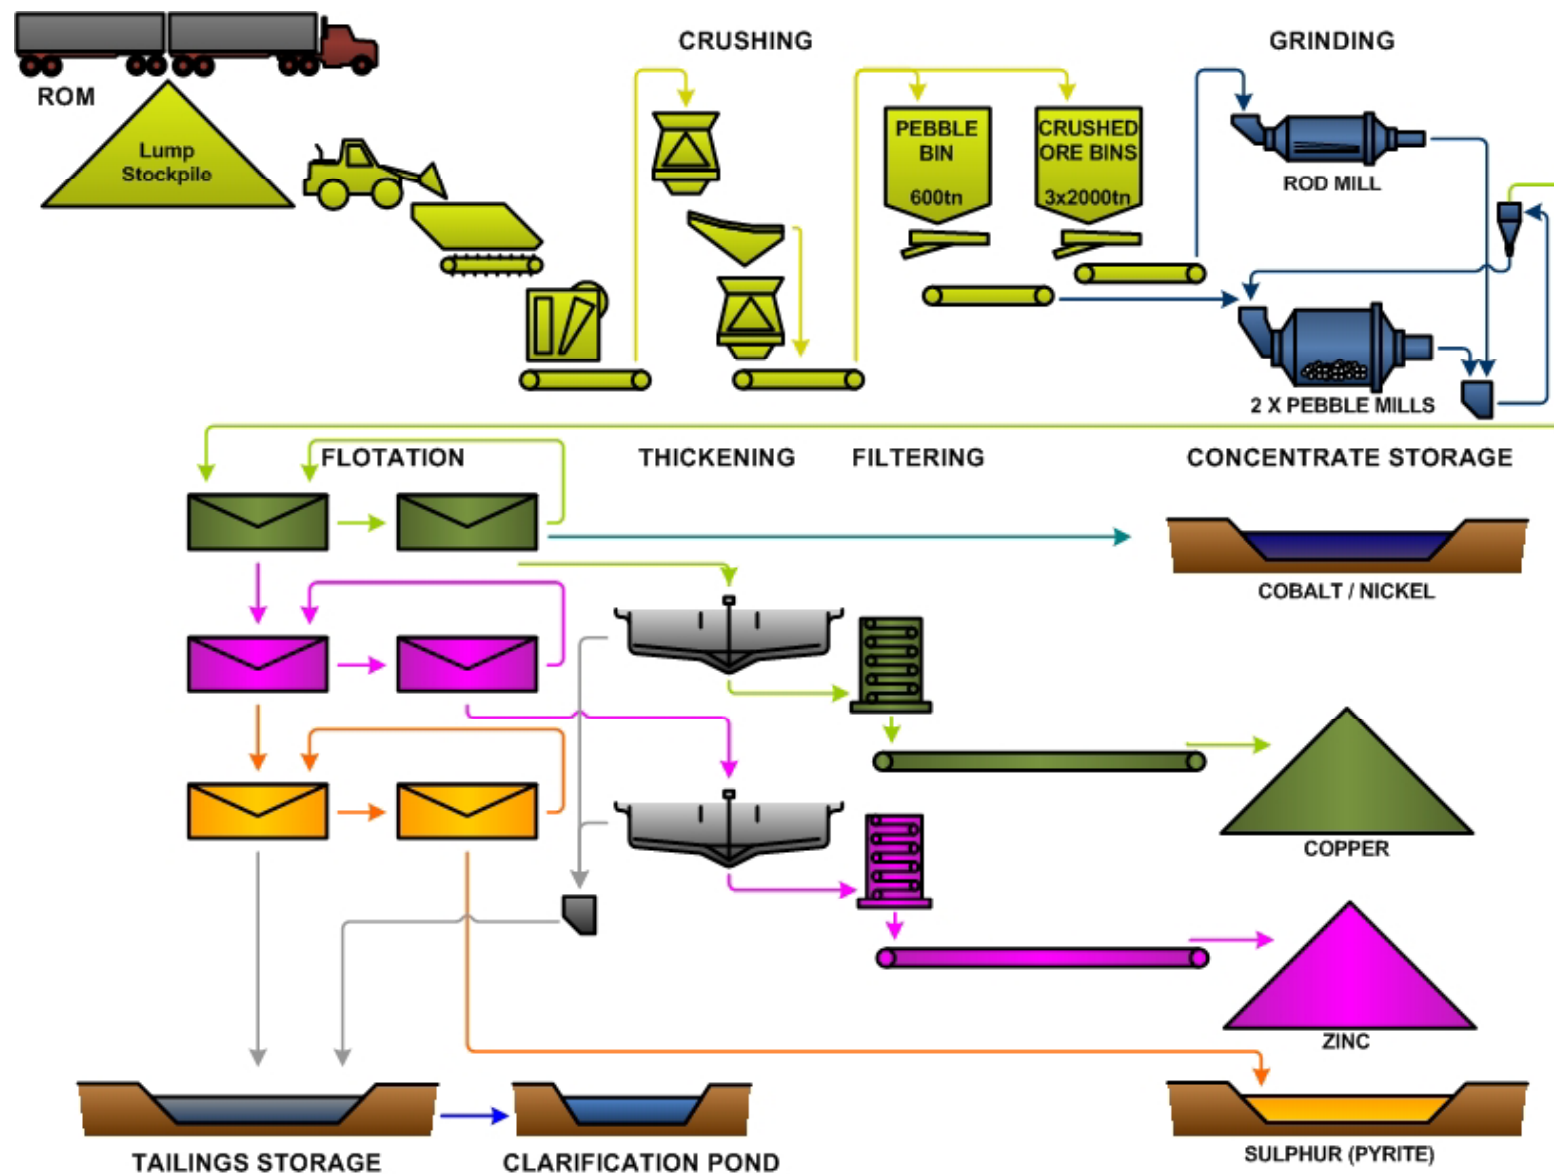 CRUSHING
GRINDING
ROM
Lump
Stockpile
PEBBLE
BIN
600tn
CRUSHED
ORE BINS
3x2000tn
ROD MILL
2 X PEBBLE MILLS
FLOTATION
THICKENING
FILTERING
CONCENTRATE STORAGE
COBALT / NICKEL
COPPER
ZINC
SULPHUR (PYRITE)
TAILINGS STORAGE
CLARIFICATION POND